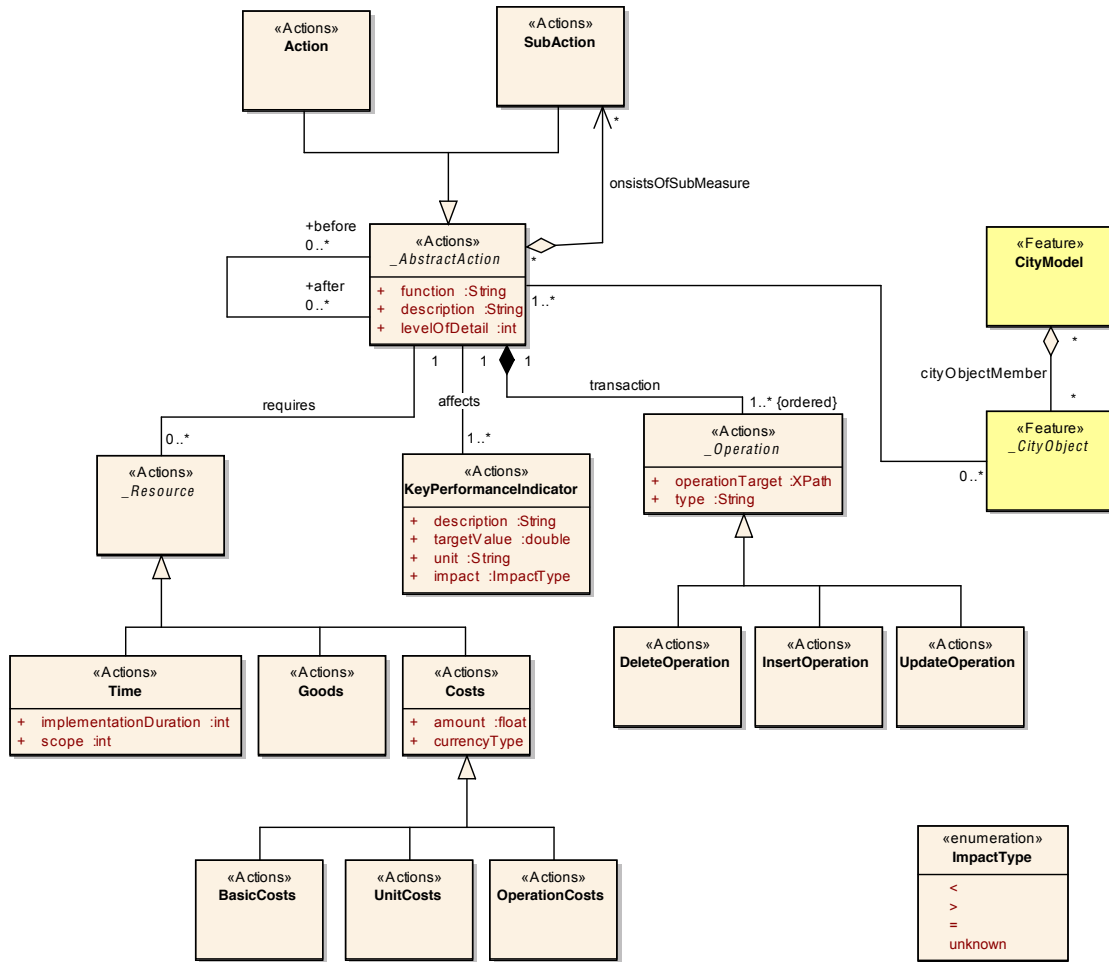 «Actions»
Action
«Actions»
SubAction
*
onsistsOfSubMeasure
+before
0..*
+after
0..*
«Actions»
_AbstractAction
+ function :String
+ description :String
+ levelOfDetail :int
*
1..*
«Feature»
CityModel
*
cityObjectMember
*
«Feature»
_CityObject
0..*
1
1
1
requires
affects
transaction
0..*
1..*
1..* {ordered}
«Actions»
_Resource
«Actions»
KeyPerformanceIndicator
+ description :String
+ targetValue :double
+ unit :String
+ impact :ImpactType
«Actions»
_Operation
+ operationTarget :XPath
+ type :String
«Actions»
Time
+ implementationDuration :int
+ scope :int
«Actions»
Goods
«Actions»
Costs
+ amount :float
+ currencyType
«Actions»
DeleteOperation
«Actions»
InsertOperation
«Actions»
UpdateOperation
«Actions»
BasicCosts
«Actions»
UnitCosts
«Actions»
OperationCosts
«enumeration»
ImpactType
<
>
=
unknown